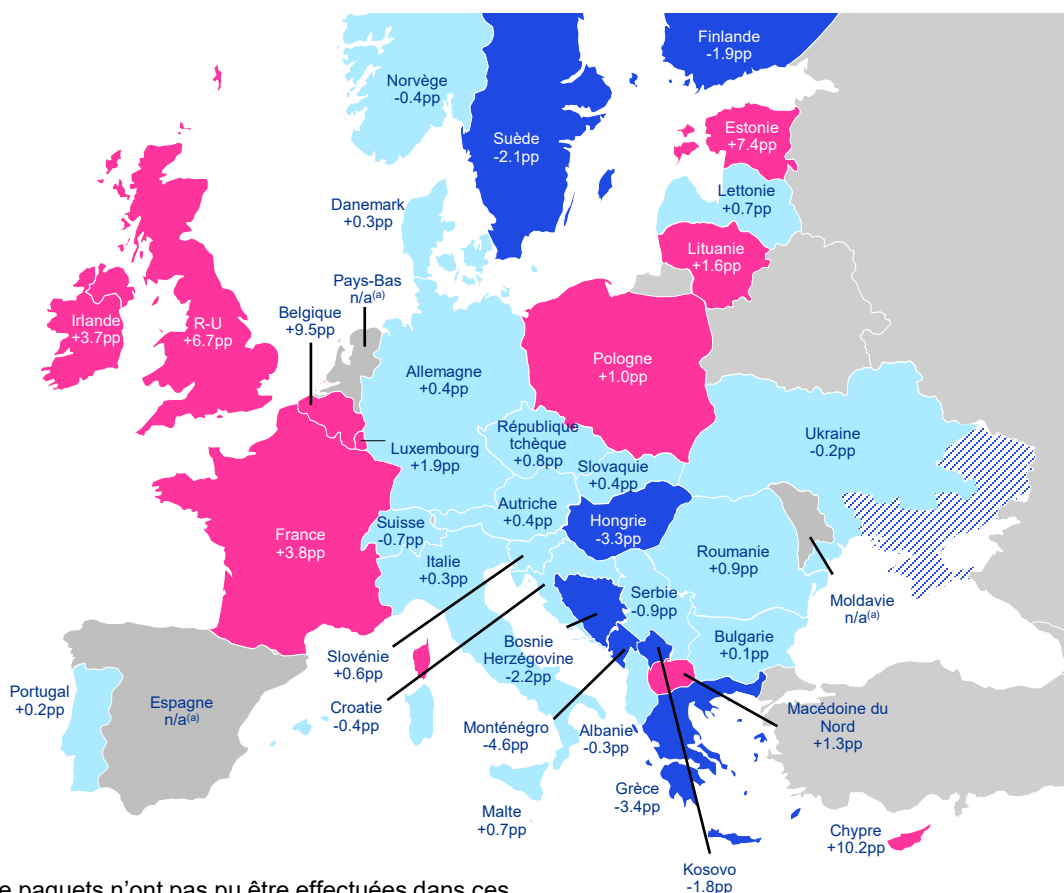 Finlande
-1.9pp
Norvège
-0.4pp
Suède
-2.1pp
Estonie
+7.4pp
Lettonie
+0.7pp
Danemark
+0.3pp
Lituanie
+1.6pp
Pays-Bas
n/a(a)
Belgique
+9.5pp
Irlande
+3.7pp
R-U
+6.7pp
Pologne
+1.0pp
Allemagne
+0.4pp
République
tchèque
+0.8pp
Ukraine
-0.2pp
Luxembourg
+1.9pp
Slovaquie
+0.4pp
Autriche
+0.4pp
Suisse
-0.7pp
Hongrie
-3.3pp
France
+3.8pp
Italie
+0.3pp
Roumanie
+0.9pp
Serbie
-0.9pp
Moldavie
n/a(a)
Bulgarie
+0.1pp
Slovénie
+0.6pp
Bosnie
Herzégovine
-2.2pp
Portugal
+0.2pp
Espagne
n/a(a)
Croatie
-0.4pp
Monténégro
-4.6pp
Albanie
-0.3pp
Macédoine du
Nord
+1.3pp
Grèce
-3.4pp
Malte
+0.7pp
Chypre
+10.2pp
Kosovo
-1.8pp
e paquets n'ont pas pu être effectuées dans ces